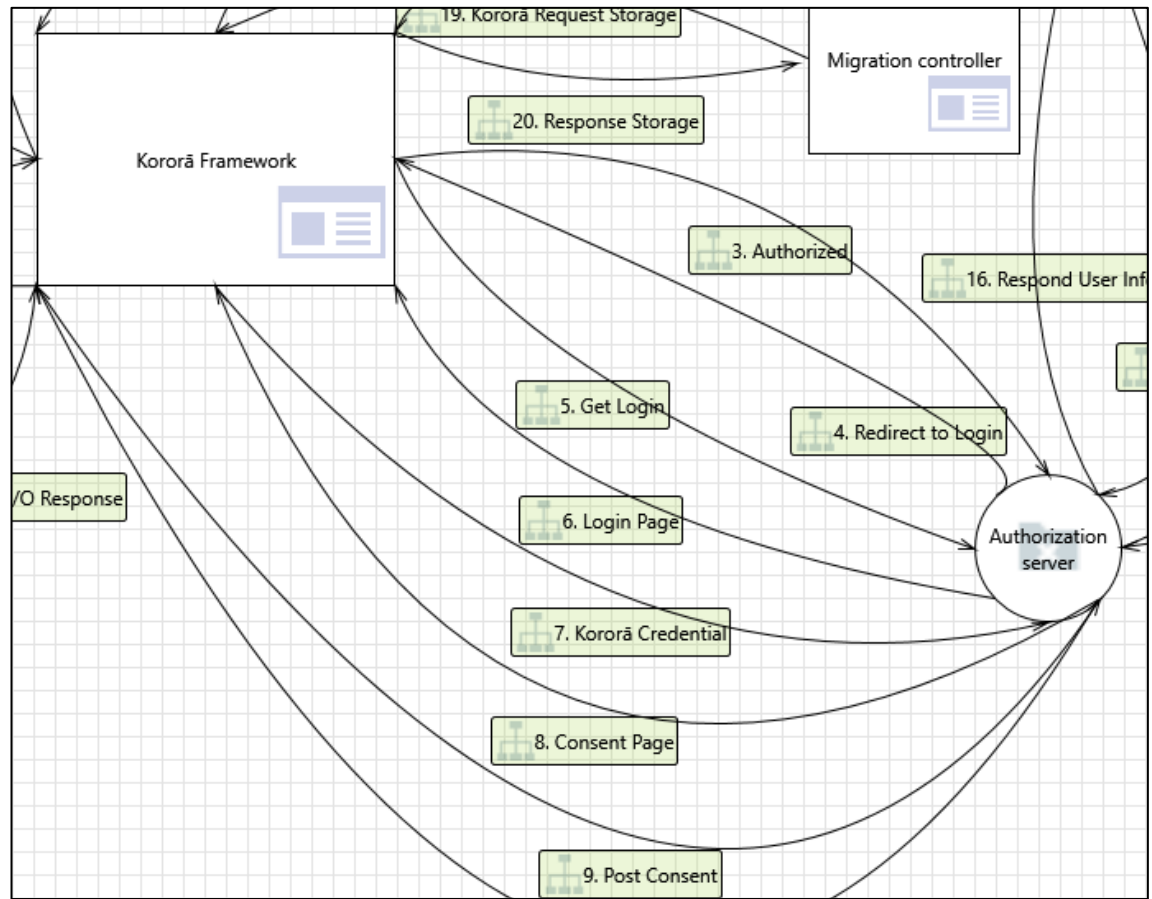 19. Kororā Request Storage
Migration controller
20. Response Storage
Kororā Framework
3. Authorized
16. Respond User Inf
5. Get Login
4. Redirect to Login
/O Response
6. Login Page
Authorization
server
7. Kororā Credential
8. Consent Page
9. Post Consent